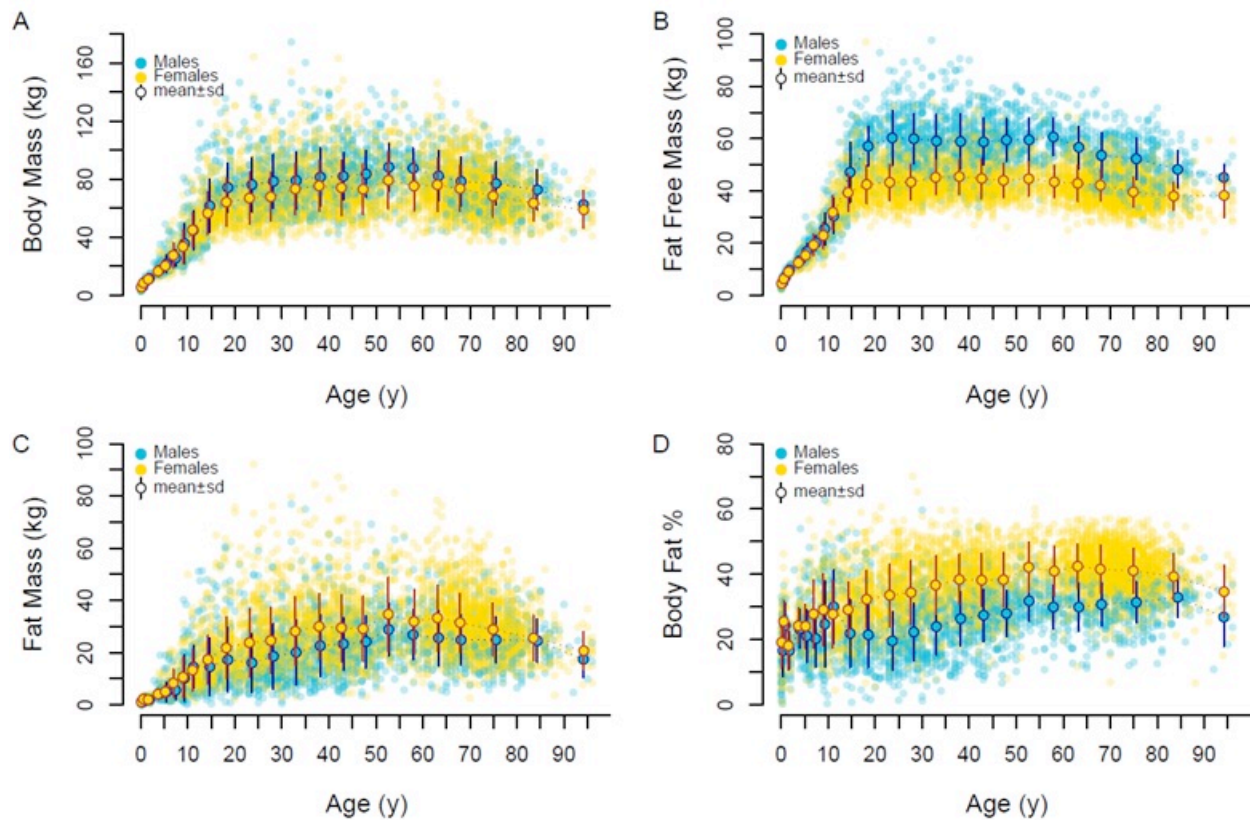 A
Body Mass (kg)
160
120
80
40
0
Males
Females
mean±sd
0 10 20 30 40 50 60 70 80 90
Age (y)
B
Fat Free Mass (kg)
100
80
60
40
20
0
Males
Females
mean±sd
0 10 20 30 40 50 60 70 80 90
Age (y)
C
Fat Mass (kg)
100
80
60
40
20
0
Males
Females
mean±sd
0 10 20 30 40 50 60 70 80 90
Age (y)
D
Body Fat %
80
60
40
20
0
Males
Females
mean±sd
0 10 20 30 40 50 60 70 80 90
Age (y)